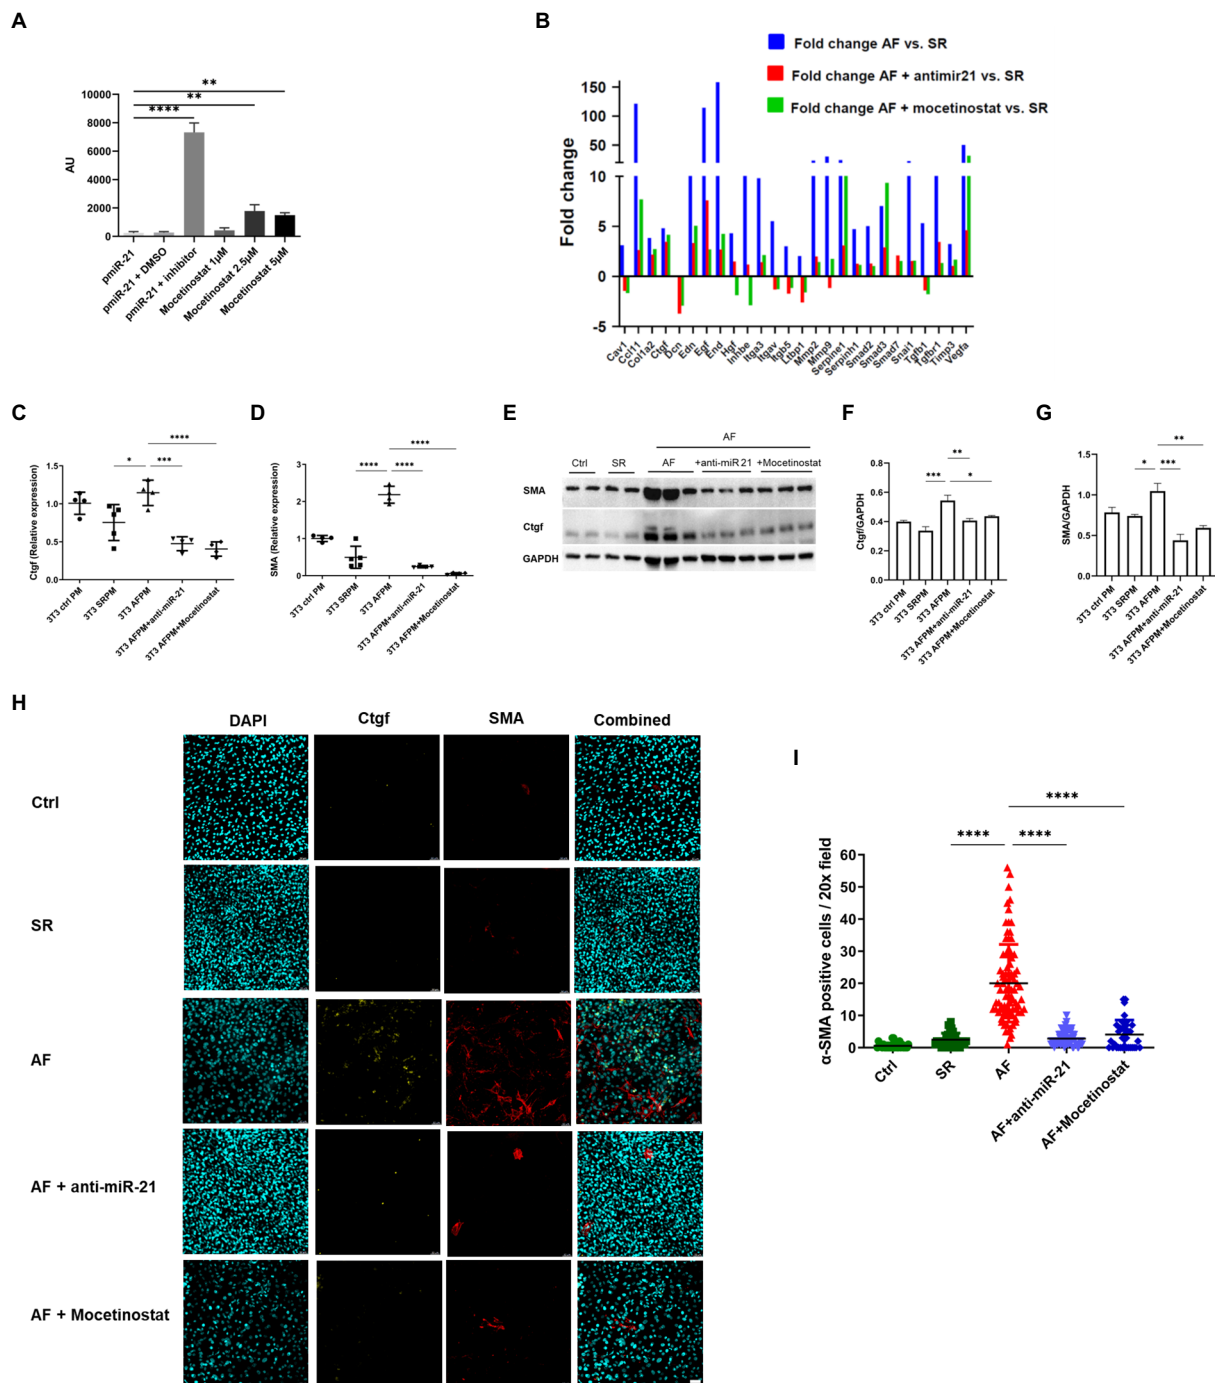 A
**
**
****
10000
8000
6000
4000
2000
0
AU
pmiR-21
pmiR-21 + DMSO
pmiR-21 + inhibitor
Mocetinostat 1μM
Mocetinostat 2.5μM
Mocetinostat 5μM
B
Fold change AF vs. SR
Fold change AF + antimir21 vs. SR
Fold change AF + mocetinostat vs. SR
Fold change
150
100
50
10
5
0
-5
Cav1
Ccl11
Col1a2
Ctgf
Dcn
Edn
Egf
End
Hgf
Inhbe
Itga3
Itgav
Itgb5
Ltbp1
Mmp2
Mmp9
Serpine1
Serpinh1
Smad2
Smad3
Smad7
Snai1
Tgfb1
Tgfbr1
Timp3
Vegfa
C
****
*
***
Ctgf (Relative expression)
1.5
1.0
0.5
0.0
3T3 ctrl PM
3T3 SRPM
3T3 AFPM
3T3 AFPM+anti-miR-21
3T3 AFPM+Mocetinostat
D
****
****
****
SMA (Relative expression)
3
2
1
0
3T3 ctrl PM
3T3 SRPM
3T3 AFPM
3T3 AFPM+anti-miR-21
3T3 AFPM+Mocetinostat
E
AF
Ctrl
SR
AF
+anti-miR 21
+Mocetinostat
SMA
Ctgf
GAPDH
F
**
***
*
Ctgf/GAPDH
0.8
0.6
0.4
0.2
0.0
3T3 ctrl PM
3T3 SRPM
3T3 AFPM
3T3 AFPM+anti-miR-21
3T3 AFPM+Mocetinostat
G
**
*
***
SMA/GAPDH
1.5
1.0
0.5
0.0
3T3 ctrl PM
3T3 SRPM
3T3 AFPM
3T3 AFPM+anti-miR-21
3T3 AFPM+Mocetinostat
H
DAPI
Ctgf
SMA
Combined
Ctrl
SR
AF
AF + anti-miR-21
AF + Mocetinostat
I
****
****
****
α-SMA positive cells / 20x field
60
50
40
30
20
10
0
Ctrl
SR
AF
AF+anti-miR-21
AF+Mocetinostat